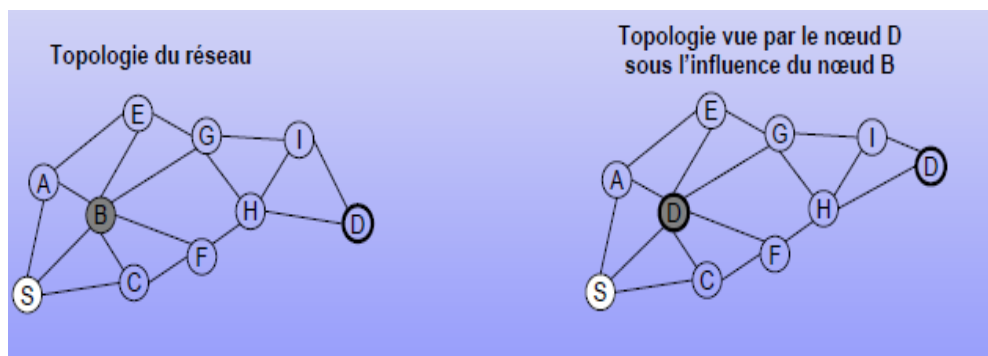 Topologie du réseau
Topologie vue par le nœud D
sous l'influence du nœud B
E
G
I
A
B
H
D
F
C
S
E
G
I
D
A
D
H
F
C
S